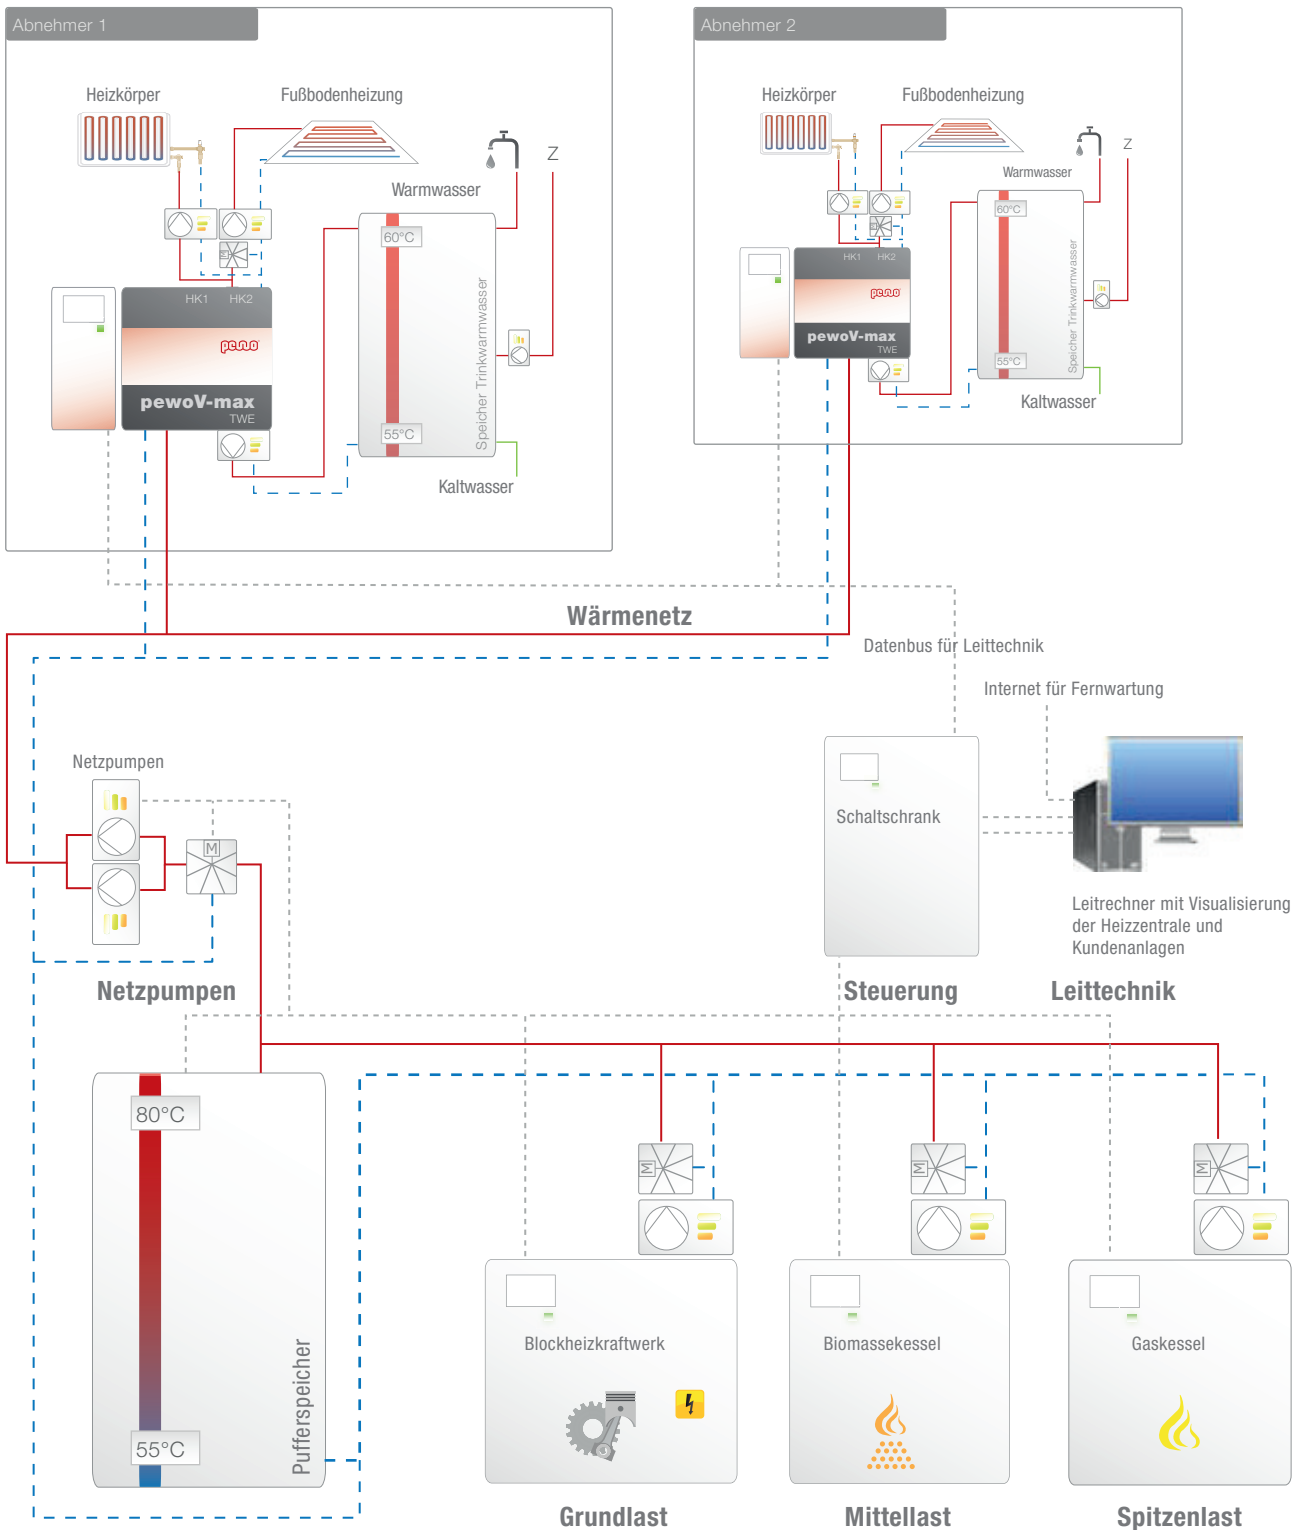 Abnehmer 1
Heizkörper
Fußbodenheizung
Z
Warmwasser
60°C
M
HK1 HK2
pewo
pewoV-max
TWE
55°C
Speicher Trinkwarmwasser
Kaltwasser
Abnehmer 2
Heizkörper
Fußbodenheizung
Z
Warmwasser
60°C
M
HK1 HK2
pewo
pewoV-max
TWE
55°C
Speicher Trinkwarmwasser
Kaltwasser
Wärmenetz
Datenbus für Leittechnik
Internet für Fernwartung
Netzpumpen
M
Schaltschrank
Leitrechner mit Visualisierung
der Heizzentrale und
Kundenanlagen
Netzpumpen
Steuerung
Leittechnik
80°C
55°C
Pufferspeicher
M
M
M
Blockheizkraftwerk
Biomassekessel
Gaskessel
Grundlast
Mittellast
Spitzenlast